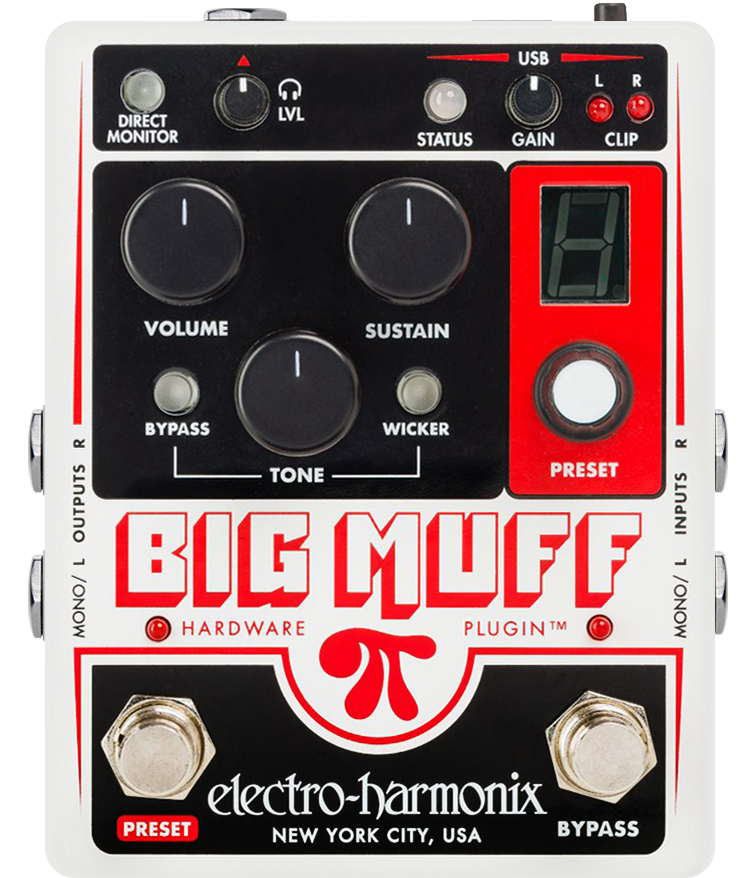 USB
L R
DIRECT
MONITOR
LVL
STATUS
GAIN
CLIP
VOLUME
SUSTAIN
BYPASS
WICKER
TONE
PRESET
MONO/ L OUTPUTS R
MONO/ L INPUTS R
BIG MUFF
HARDWARE
PLUGIN™
π
PRESET
electro-harmonix
NEW YORK CITY, USA
BYPASS